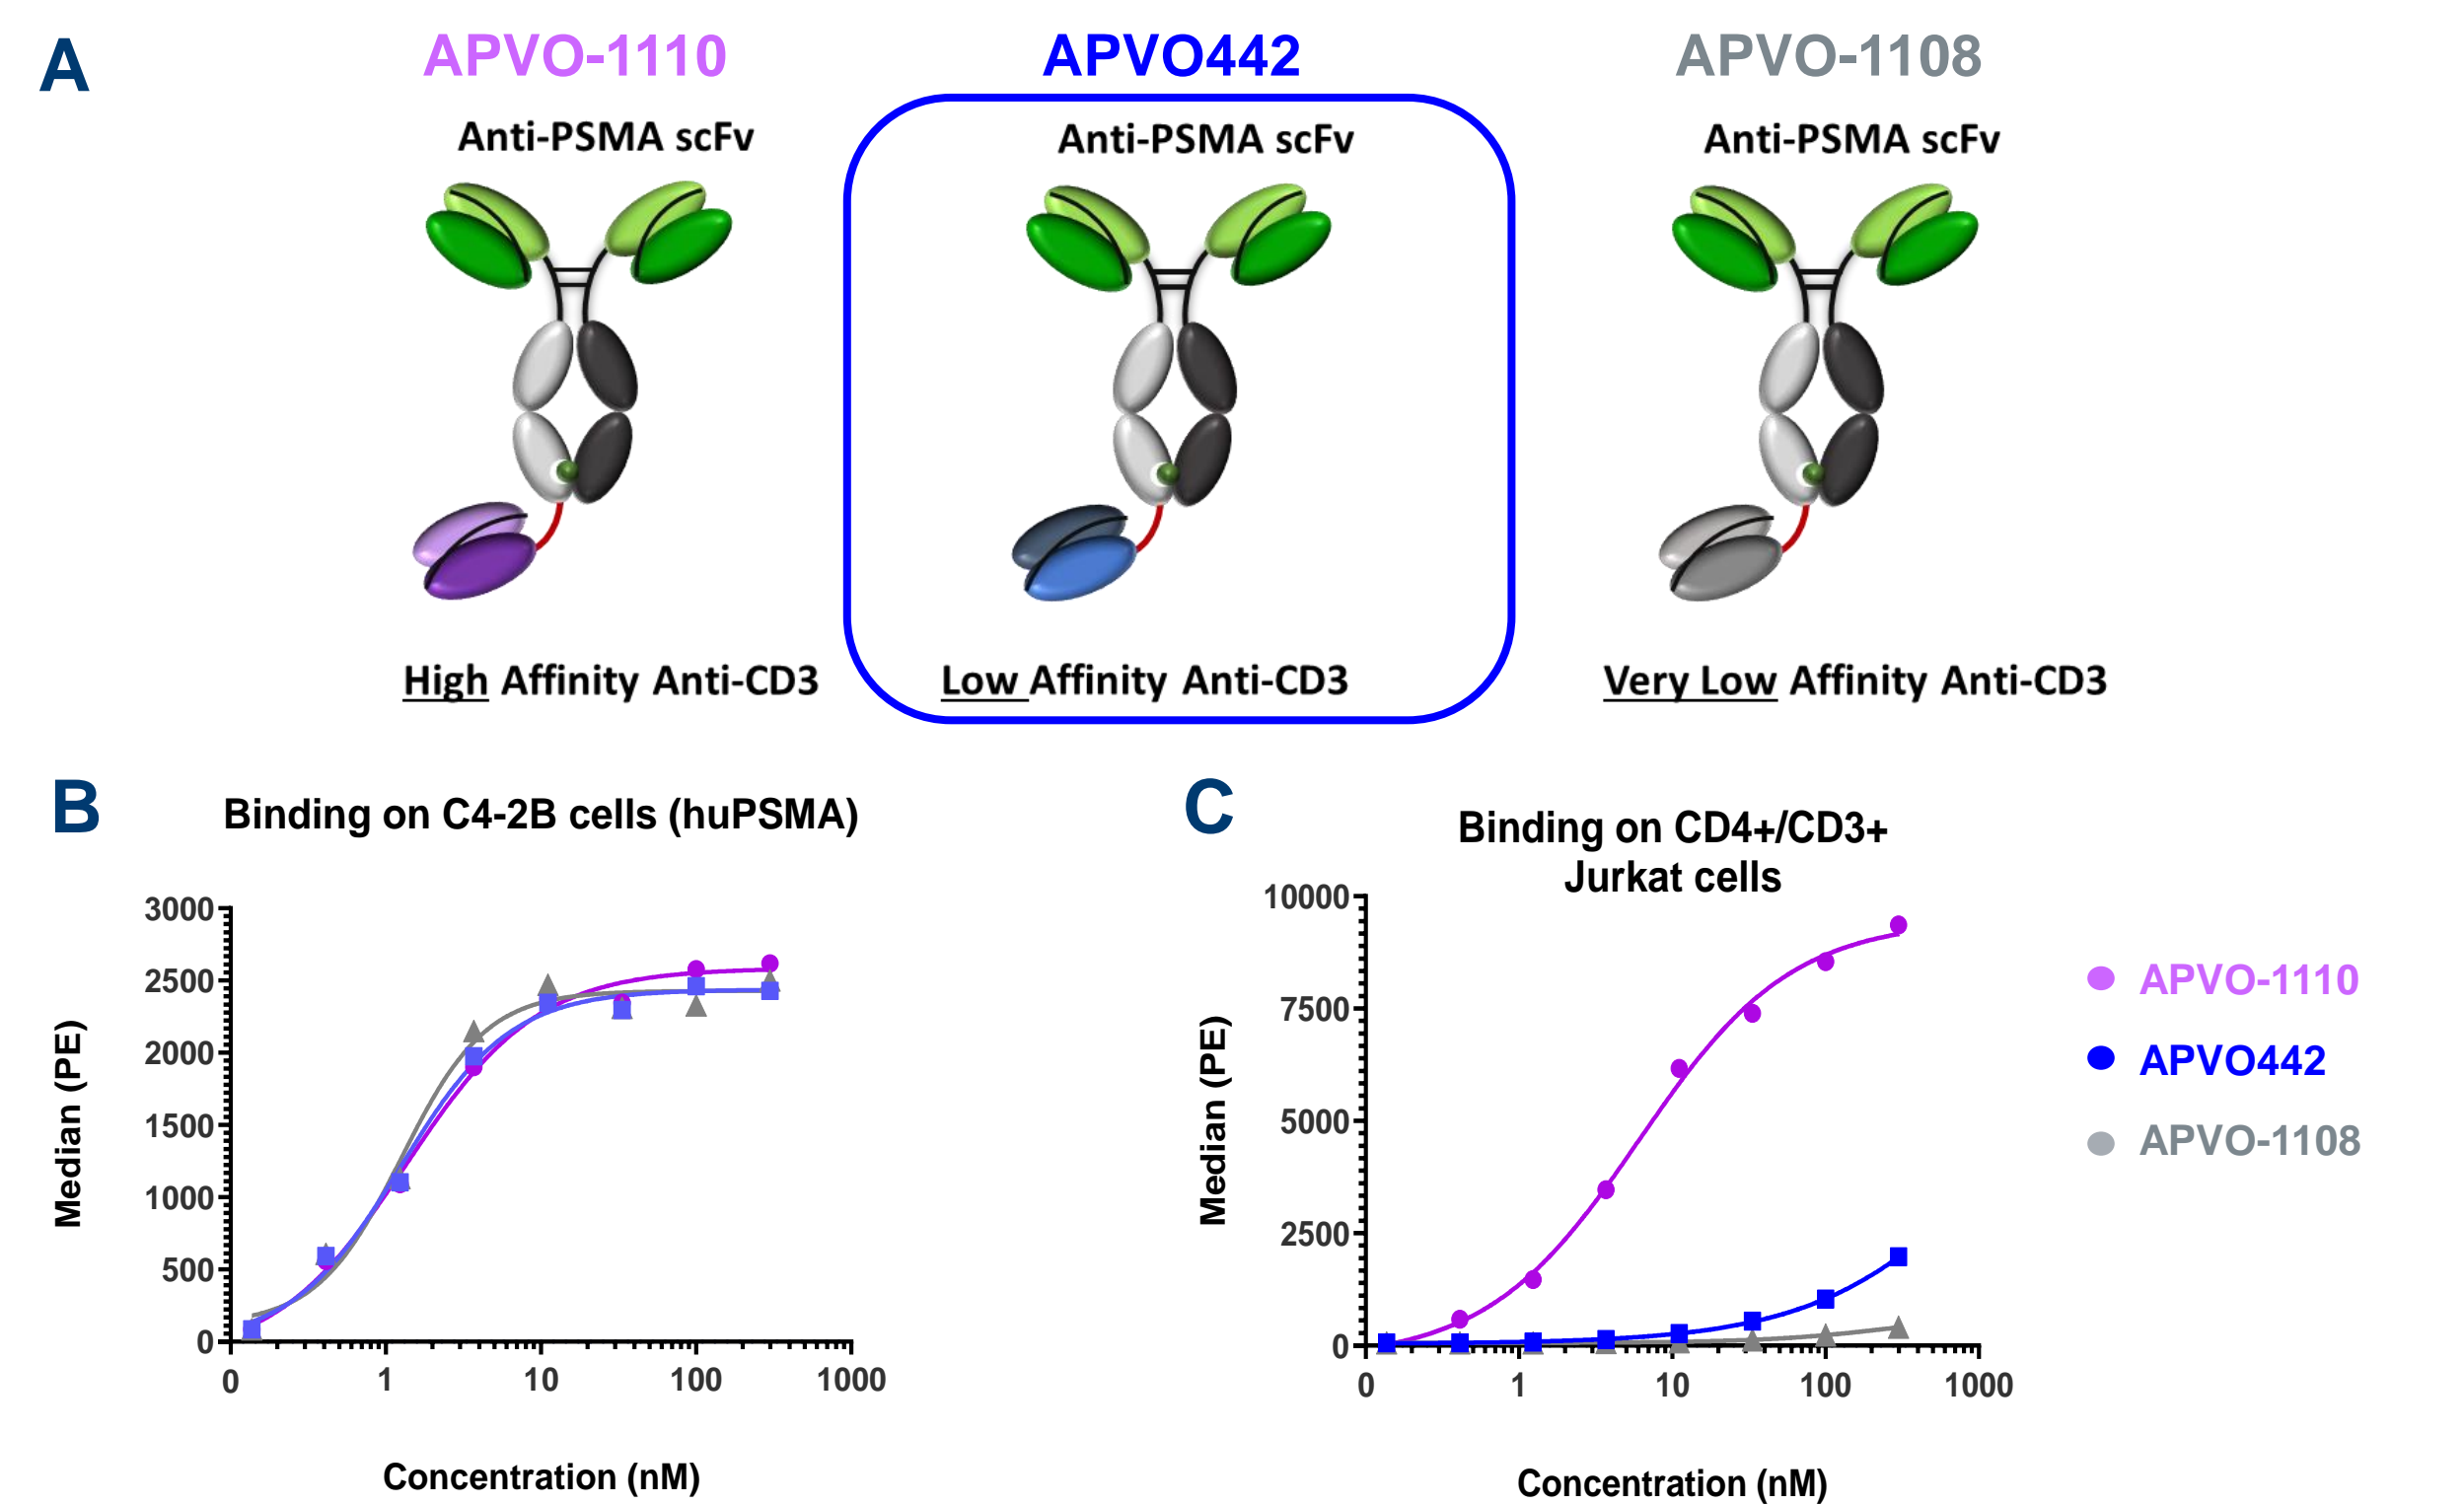 A
APVO-1110
APVO442
APVO-1108
Anti-PSMA scFv
Anti-PSMA scFv
Anti-PSMA scFv
High Affinity Anti-CD3
Low Affinity Anti-CD3
Very Low Affinity Anti-CD3
B
Binding on C4-2B cells (huPSMA)
Median (PE)
3000
2500
2000
1500
1000
500
0
0
1
10
100
1000
Concentration (nM)
C
Binding on CD4+/CD3+
Jurkat cells
Median (PE)
10000
7500
5000
2500
0
0
1
10
100
1000
Concentration (nM)
APVO-1110
APVO442
APVO-1108